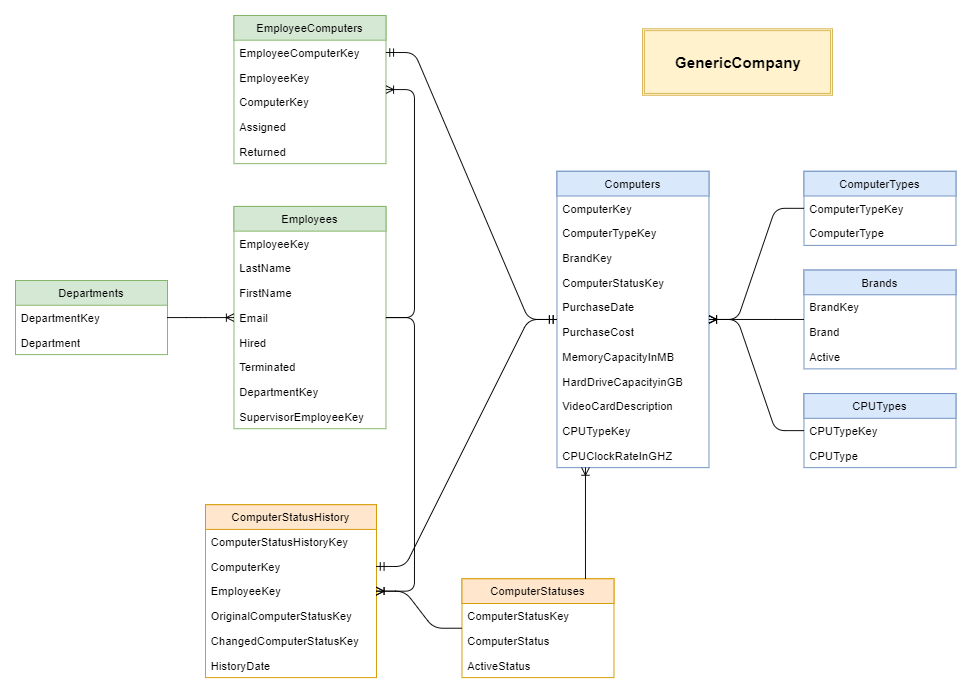 EmployeeComputers
EmployeeComputerKey
EmployeeKey
ComputerKey
Assigned
Returned
GenericCompany
Employees
EmployeeKey
LastName
FirstName
Email
Hired
Terminated
DepartmentKey
SupervisorEmployeeKey
Departments
DepartmentKey
Department
Computers
ComputerKey
ComputerTypeKey
BrandKey
ComputerStatusKey
PurchaseDate
PurchaseCost
MemoryCapacityInMB
HardDriveCapacityinGB
VideoCardDescription
CPUTypeKey
CPUClockRateInGHZ
ComputerTypes
ComputerTypeKey
ComputerType
Brands
BrandKey
Brand
Active
CPUTypes
CPUTypeKey
CPUType
ComputerStatusHistory
ComputerStatusHistoryKey
ComputerKey
EmployeeKey
OriginalComputerStatusKey
ChangedComputerStatusKey
HistoryDate
ComputerStatuses
ComputerStatusKey
ComputerStatus
ActiveStatus